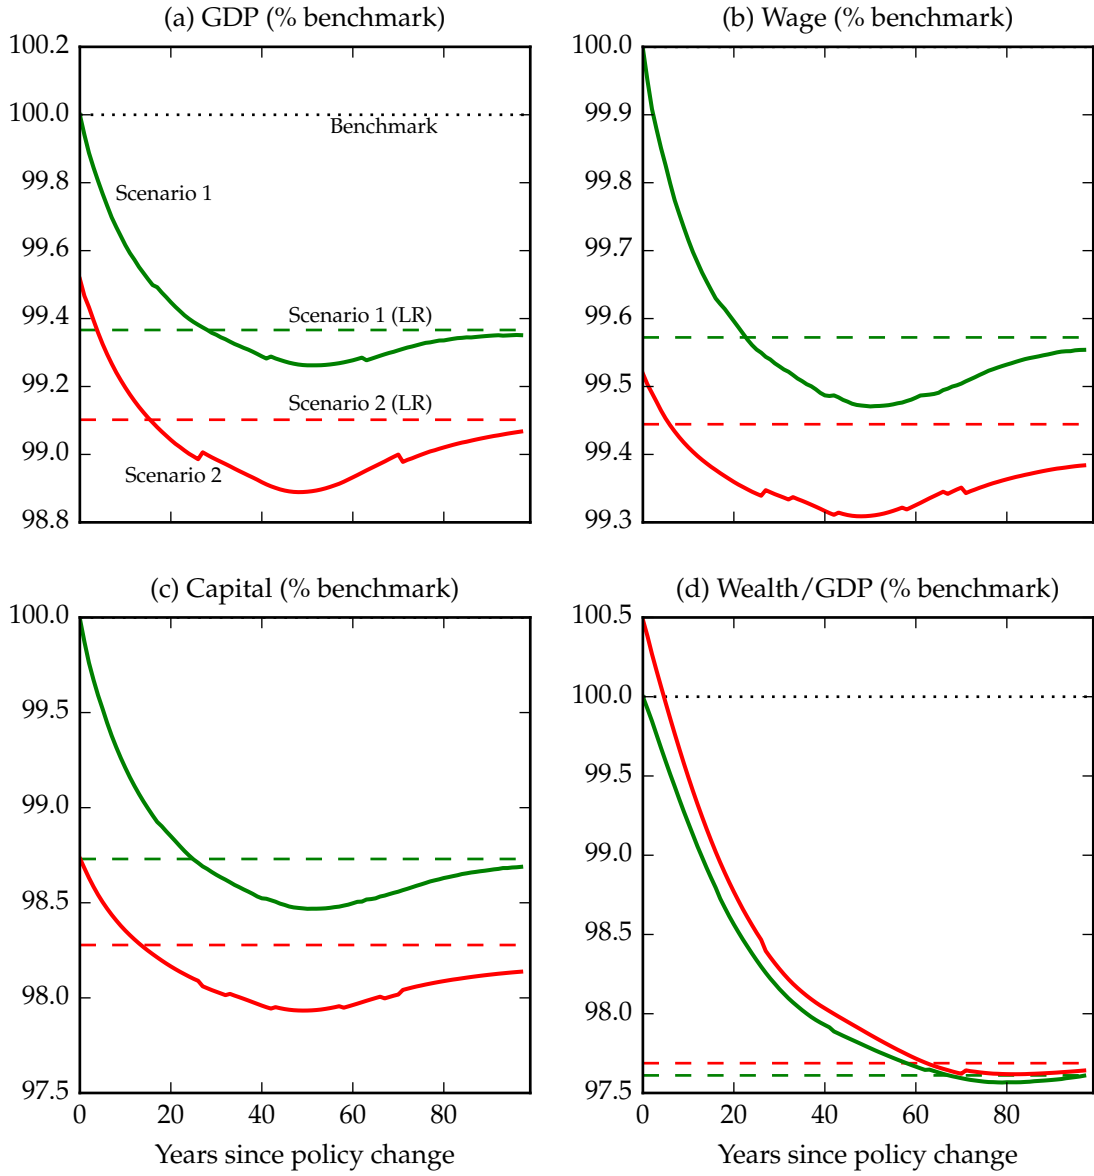 (a) GDP (% benchmark)
100.2
100.0
99.8
99.6
99.4
99.2
99.0
98.8
Benchmark
Scenario 1
Scenario 1 (LR)
Scenario 2 (LR)
Scenario 2
(b) Wage (% benchmark)
100.0
99.9
99.8
99.7
99.6
99.5
99.4
99.3
(c) Capital (% benchmark)
100.0
99.5
99.0
98.5
98.0
97.5
0 20 40 60 80
Years since policy change
(d) Wealth/GDP (% benchmark)
100.5
100.0
99.5
99.0
98.5
98.0
97.5
0 20 40 60 80
Years since policy change